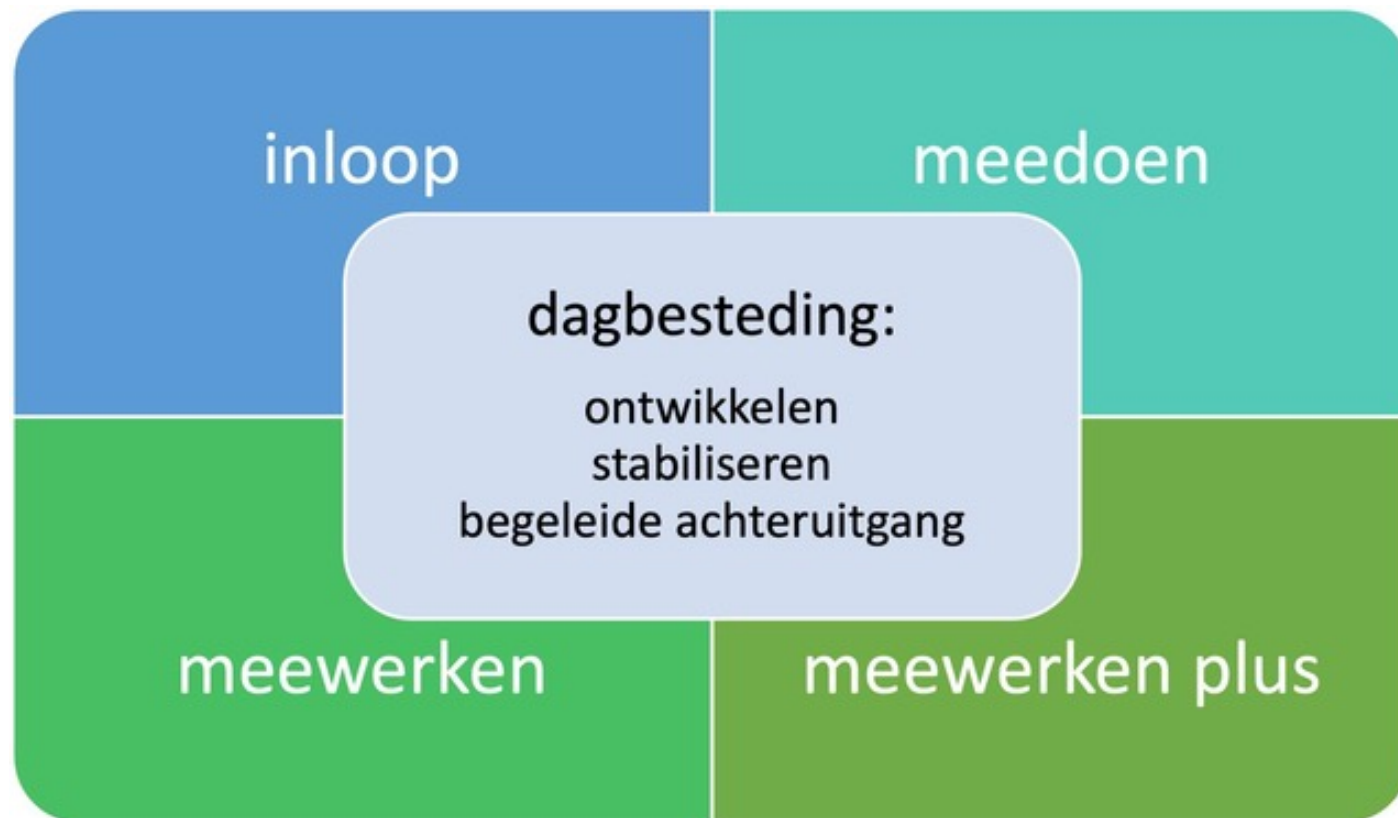 inloop
meedoen
dagbesteding:
ontwikkelen
stabiliseren
begeleide achteruitgang
meewerken
meewerken plus